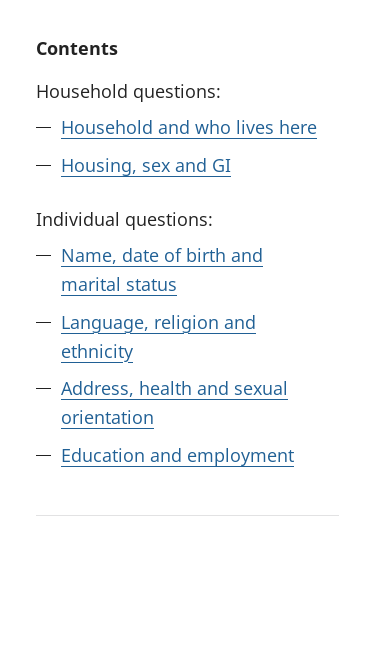 Contents
Household questions:
— Household and who lives here
— Housing, sex and GI
Individual questions:
— Name, date of birth and
marital status
— Language, religion and
ethnicity
— Address, health and sexual
orientation
— Education and employment